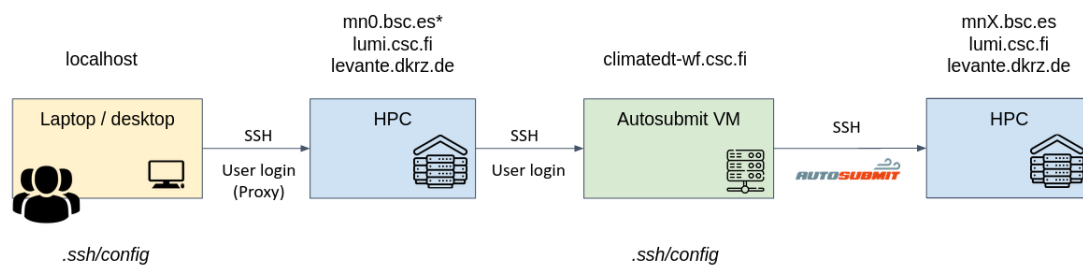 localhost
mn0.bsc.es*
lumi.csc.fi
levante.dkrz.de
climatedt-wf.csc.fi
mnX.bsc.es
lumi.csc.fi
levante.dkrz.de
Laptop / desktop
SSH
User login
(Proxy)
HPC
SSH
User login
Autosubmit VM
SSH
AUTOSUBMIT
HPC
.ssh/config
.ssh/config